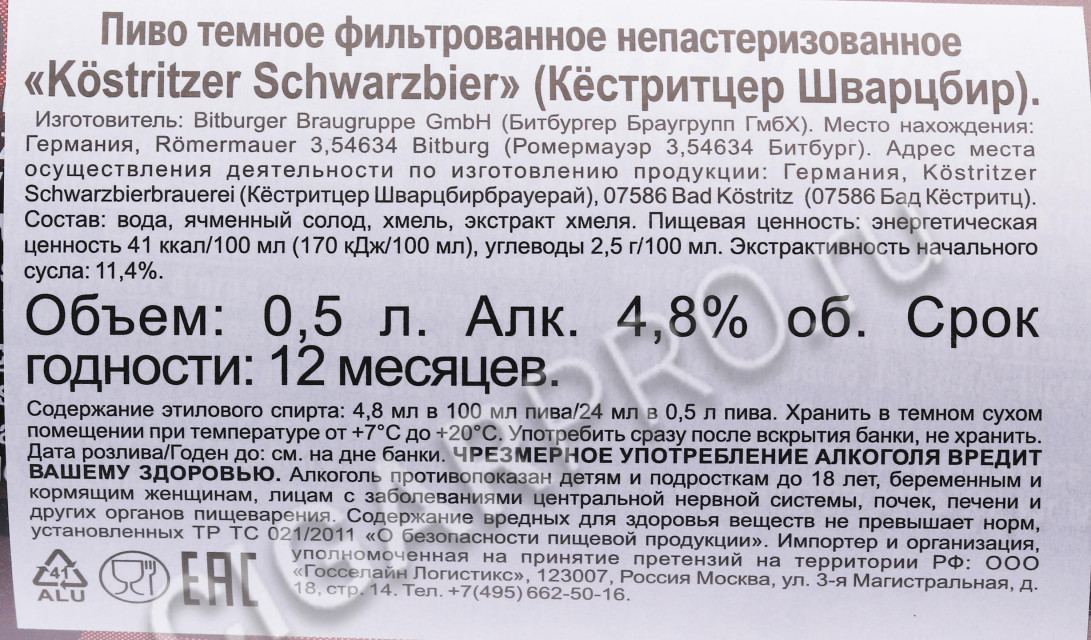 Пиво темное фильтрованное непастеризованное
«Köstritzer Schwarzbier» (Кёстритцер Шварцбир).
Изготовитель: Bitburger Braugruppe GmbH (Битбургер Браугрупп ГмбХ). Место нахождения:
Германия, Römermauer 3,54634 Bitburg (Ромермауэр 3,54634 Битбург). Адрес места
осуществления деятельности по изготовлению продукции: Германия, Köstritzer
Schwarzbierbrauerei (Кёстритцер Шварцбирбрауерай), 07586 Bad Köstritz (07586 Бад Кёстритц).
Состав: вода, ячменный солод, хмель, экстракт хмеля. Пищевая ценность: энергетическая
ценность 41 ккал/100 мл (170 кДж/100 мл), углеводы 2,5 г/100 мл. Экстрактивность начального
сусла: 11,4%.
Объем: 0,5 л. Алк. 4,8% об. Срок
годности: 12 месяцев.
Содержание этилового спирта: 4,8 мл в 100 мл пива/24 мл в 0,5 л пива. Хранить в темном сухом
помещении при температуре от +7°С до +20°С. Употребить сразу после вскрытия банки, не хранить.
Дата розлива/Годен до: см. на дне банки. ЧРЕЗМЕРНОЕ УПОТРЕБЛЕНИЕ АЛКОГОЛЯ ВРЕДИТ
ВАШЕМУ ЗДОРОВЬЮ. Алкоголь противопоказан детям и подросткам до 18 лет, беременным и
кормящим женщинам, лицам с заболеваниями центральной нервной системы, почек, печени и
других органов пищеварения. Содержание вредных для здоровья веществ не превышает норм,
установленных ТР ТС 021/2011 «О безопасности пищевой продукции». Импортер и организация,
уполномоченная на принятие претензий на территории РФ: ООО
«Госселайн Логистикс», 123007, Россия Москва, ул. 3-я Магистральная, д.
18, стр. 14. Тел. +7(495) 662-50-16.
41
ALU
EAC
CIGARPRO.ru